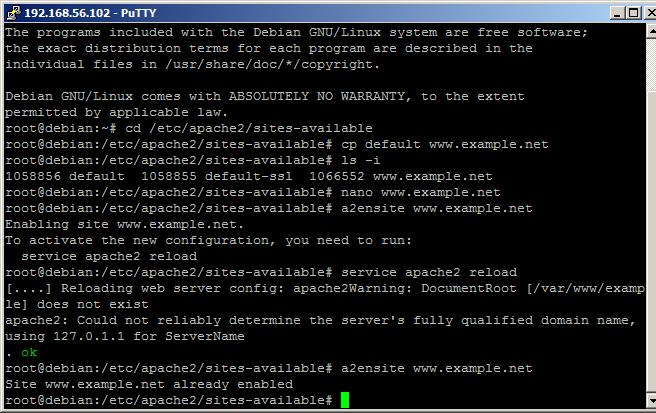 192.168.56.102 - PuTTY
The programs included with the Debian GNU/Linux system are free software;
the exact distribution terms for each program are described in the
individual files in /usr/share/doc/*/copyright.
Debian GNU/Linux comes with ABSOLUTELY NO WARRANTY, to the extent
permitted by applicable law.
root@debian:~# cd /etc/apache2/sites-available
root@debian:/etc/apache2/sites-available# cp default www.example.net
root@debian:/etc/apache2/sites-available# ls -i
1058856 default  1058855 default-ssl  1066552 www.example.net
root@debian:/etc/apache2/sites-available# nano www.example.net
root@debian:/etc/apache2/sites-available# a2ensite www.example.net
Enabling site www.example.net.
To activate the new configuration, you need to run:
  service apache2 reload
root@debian:/etc/apache2/sites-available# service apache2 reload
[....] Reloading web server config: apache2Warning: DocumentRoot [/var/www/examp
le] does not exist
apache2: Could not reliably determine the server's fully qualified domain name,
using 127.0.1.1 for ServerName
. ok
root@debian:/etc/apache2/sites-available# a2ensite www.example.net
Site www.example.net already enabled
root@debian:/etc/apache2/sites-available#